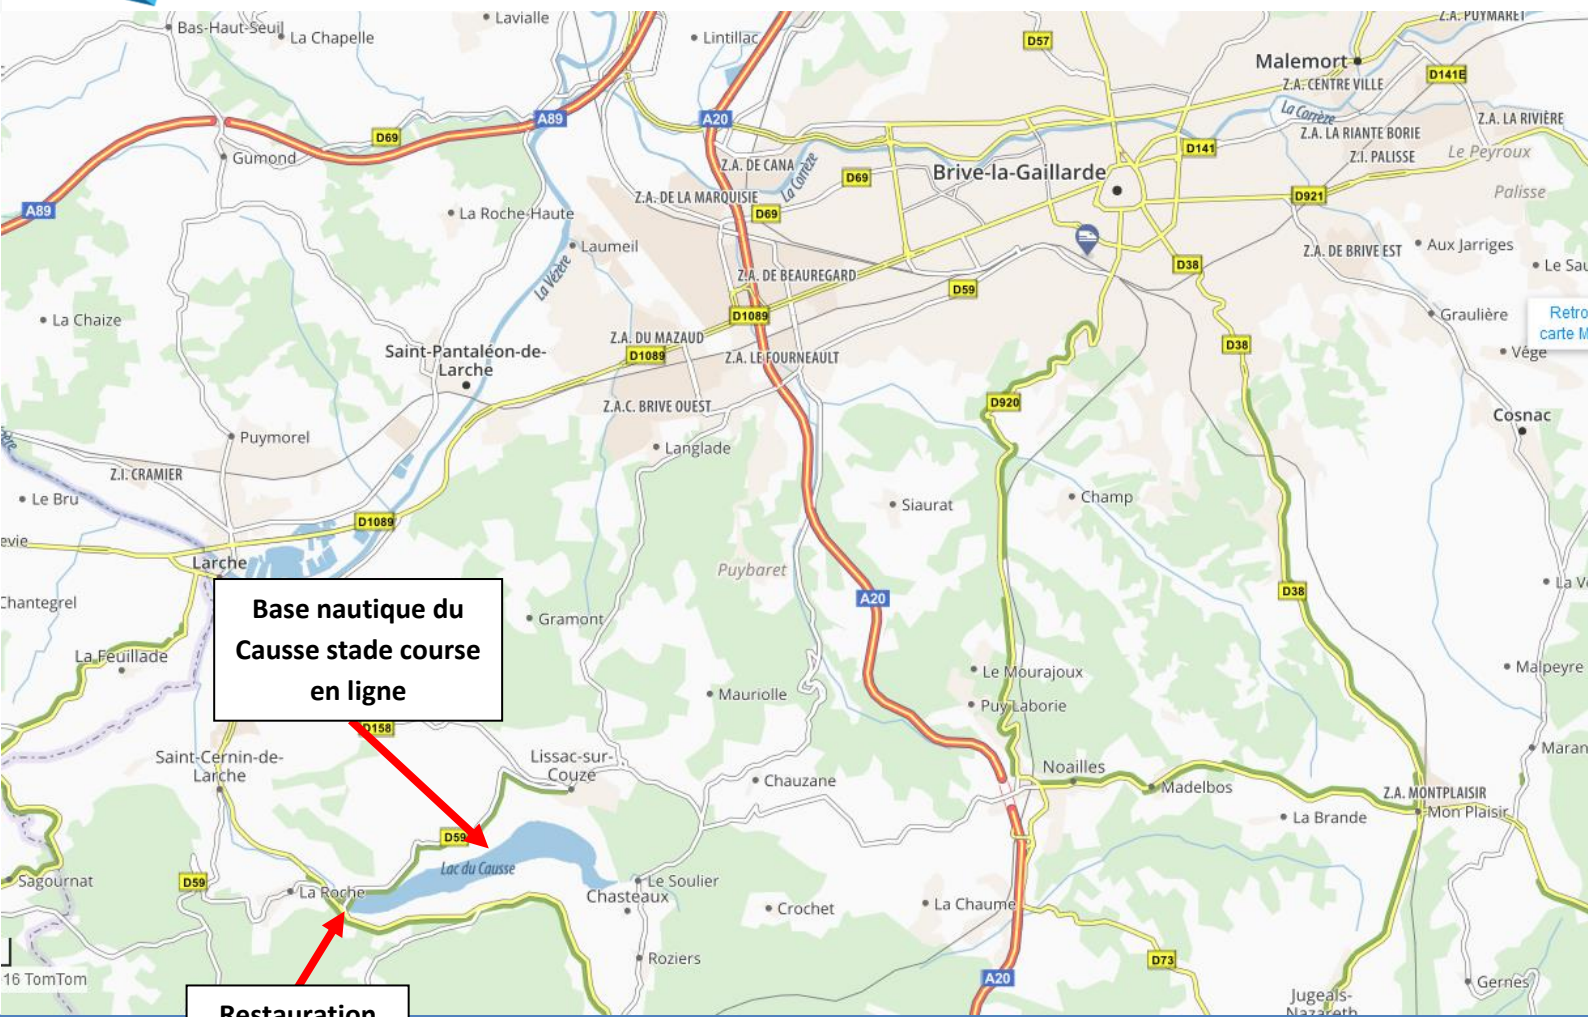 Bas-Haut-Seuil
La Chapelle
Lavialle
Lintillac
D57
Z.A. PUYMARET
Malemort
D141E
Z.A. CENTRE VILLE
La Corrèze
Z.A. LA RIVIÈRE
A89
A20
D69
Z.A. LA RIANTE BORIE
D141
Z.I. PALISSE
Le Peyroux
Gumond
Z.A. DE CANA
La Corrèze
D69
Brive-la-Gaillarde
Z.A. DE LA MARQUISIE
D921
Palisse
A89
La Roche-Haute
D69
Laumeil
Z.A. DE BRIVE EST
Aux Jarriges
La Vézère
Z.A. DE BEAUREGARD
D38
Le Sau
D59
La Chaize
D1089
Graulière
Retro
carte M
Z.A. DU MAZAUD
Saint-Pantaléon-de-
Larche
D1089
Z.A. LE FOURNEAULT
D38
Vége
Z.A.C. BRIVE OUEST
D920
Cosnac
Puymorel
Langlade
Z.I. CRAMIER
Le Bru
Siaurat
Champ
D1089
evie
Larche
Puybaret
Chantegrel
A20
D38
La V
Base nautique du
Causse stade course
en ligne
Gramont
La Feuillade
Le Mourajoux
Malpeyre
Mauriolle
Puy Laborie
D158
Saint-Cernin-de-
Larche
Lissac-sur-
Couze
Chauzane
Noailles
Madelbos
Maran
Z.A. MONTPLAISIR
Mon Plaisir
La Brande
D59
Lac du Causse
Sagournat
D59
La Roche
Le Soulier
Chasteaux
Crochet
La Chaume
Roziers
D73
16 TomTom
A20
Gernes
Jugeals-
Nazareth
Restauration